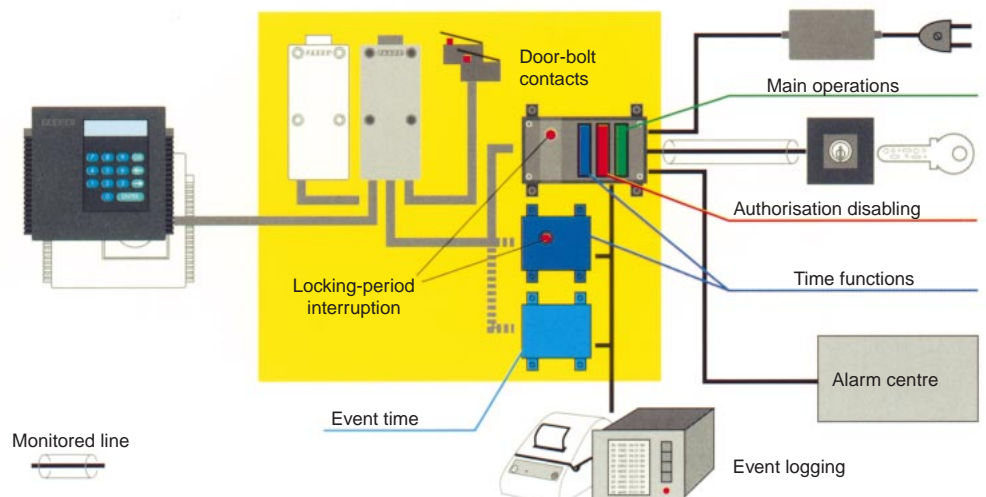 Door-bolt
contacts
Main operations
Authorisation disabling
Locking-period
interruption
Time functions
Alarm centre
Event time
Monitored line
Event logging
ENTER